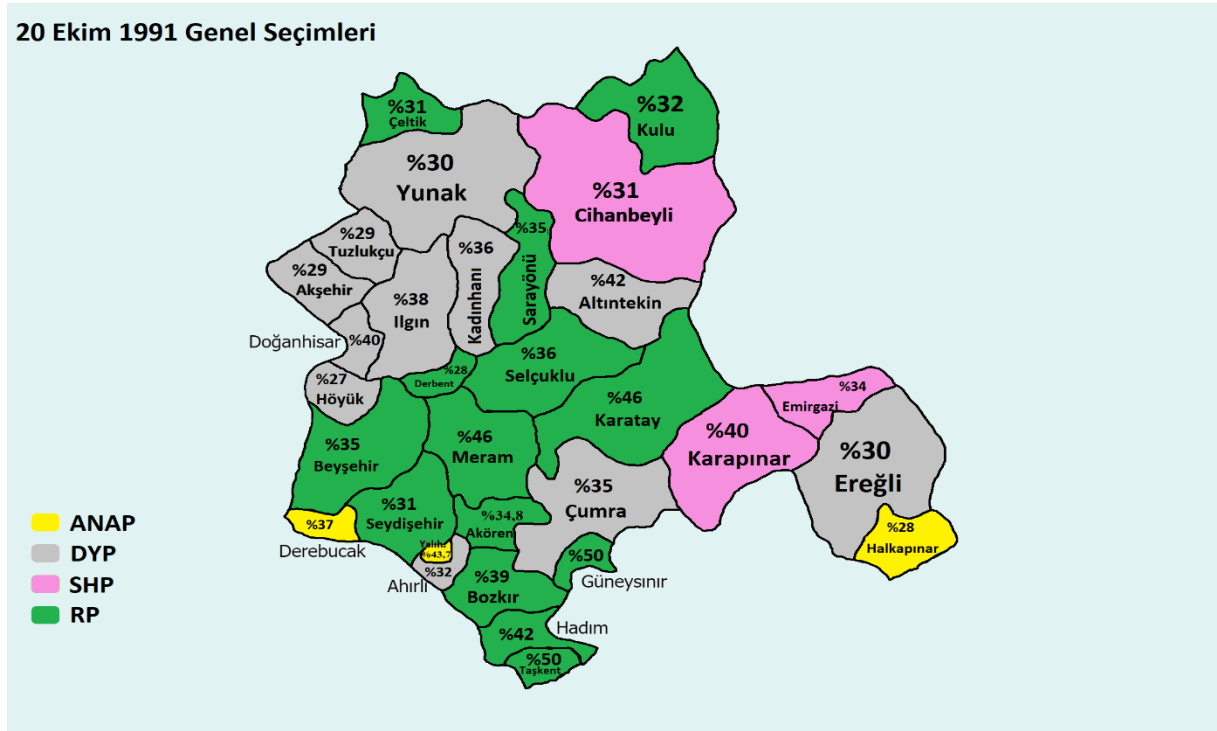 20 Ekim 1991 Genel Seçimleri
%31
Çeltik
%32
Kulu
%30
Yunak
%31
Cihanbeyli
%29
Tuzlukçu
%36
Kadınhanı
%35
Sarayönü
%29
Akşehir
%38
Ilgın
%42
Altıntekin
Doğanhisar
%40
%36
Selçuklu
%28
Derbent
%27
Höyük
%46
Karatay
%34
Emirgazi
%40
Karapınar
%30
Ereğli
%35
Beyşehir
%46
Meram
%35
Çumra
%31
Seydişehir
%34,8
Akören
%37
Derebucak
%28
Halkapınar
Yalıh.
%43,7
%32
Ahırlı
%50
Güneysınır
%39
Bozkır
Hadım
%42
%50
Taşkent
ANAP
DYP
SHP
RP